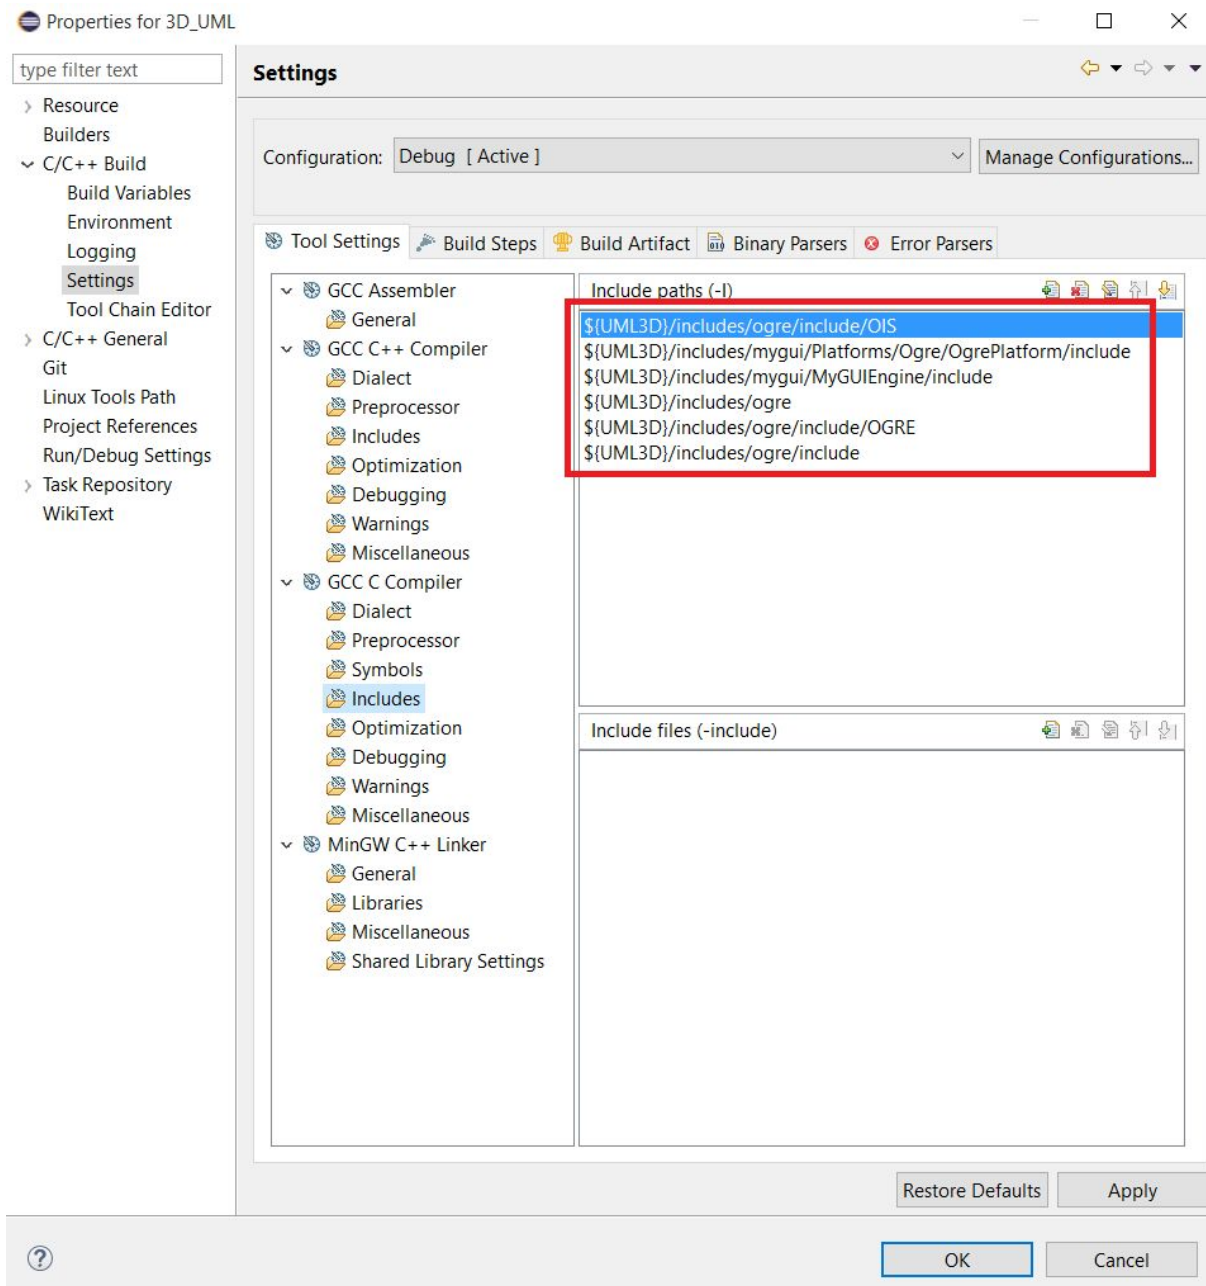 Properties for 3D_UML
type filter text
Resource
Builders
C/C++ Build
Build Variables
Environment
Logging
Settings
Tool Chain Editor
C/C++ General
Git
Linux Tools Path
Project References
Run/Debug Settings
Task Repository
WikiText
Settings
Configuration: Debug [ Active ] Manage Configurations...
Tool Settings Build Steps Build Artifact Binary Parsers Error Parsers
GCC Assembler
General
GCC C++ Compiler
Dialect
Preprocessor
Includes
Optimization
Debugging
Warnings
Miscellaneous
GCC C Compiler
Dialect
Preprocessor
Symbols
Includes
Optimization
Debugging
Warnings
Miscellaneous
MinGW C++ Linker
General
Libraries
Miscellaneous
Shared Library Settings
Include paths (-I)
${UML3D}/includes/ogre/include/OIS
${UML3D}/includes/mygui/Platforms/Ogre/OgrePlatform/include
${UML3D}/includes/mygui/MyGUIEngine/include
${UML3D}/includes/ogre
${UML3D}/includes/ogre/include/OGRE
${UML3D}/includes/ogre/include
Include files (-include)
Restore Defaults Apply
OK Cancel